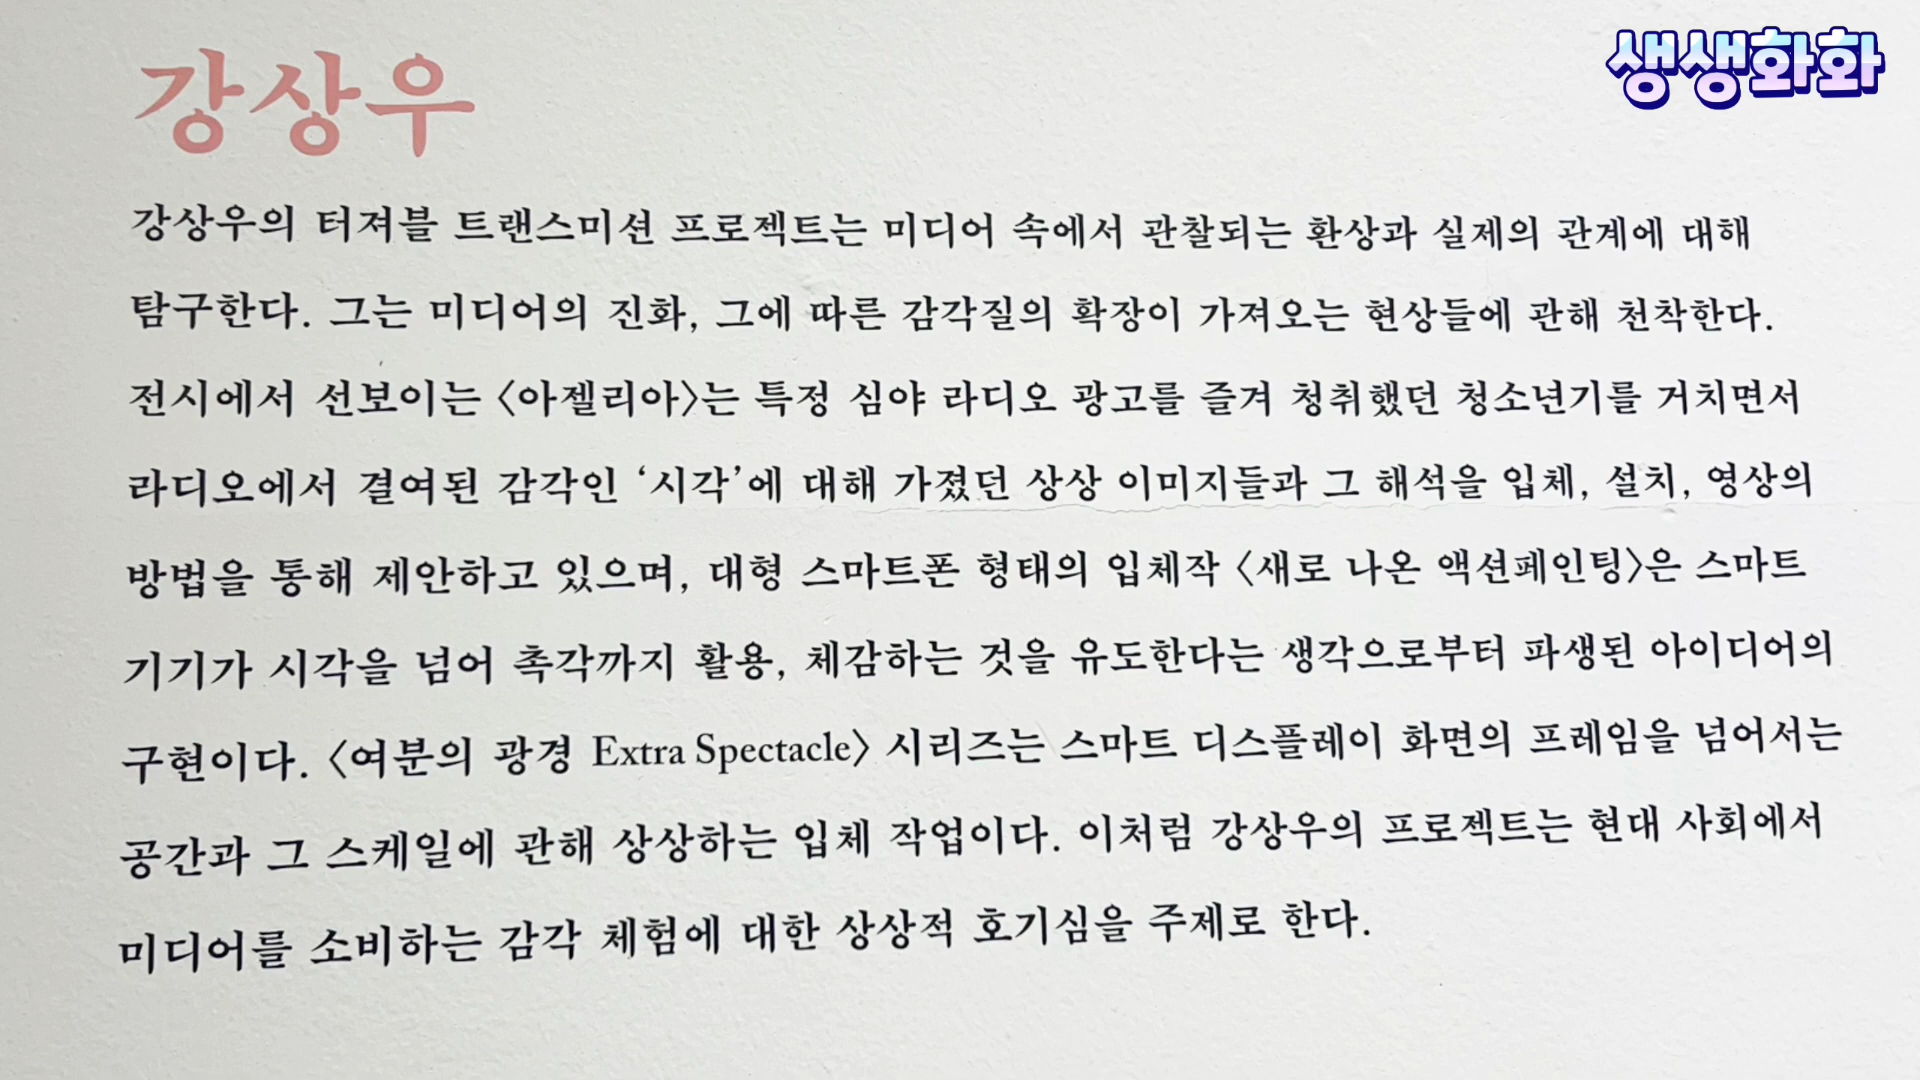 강상우
생생화화
강상우의 터져블 트랜스미션 프로젝트는 미디어 속에서 관찰되는 환상과 실제의 관계에 대해
탐구한다. 그는 미디어의 진화, 그에 따른 감각질의 확장이 가져오는 현상들에 관해 천착한다.
전시에서 선보이는 〈아젤리아〉는 특정 심야 라디오 광고를 즐겨 청취했던 청소년기를 거치면서
라디오에서 결여된 감각인 ‘시각’에 대해 가졌던 상상 이미지들과 그 해석을 입체, 설치, 영상의
방법을 통해 제안하고 있으며, 대형 스마트폰 형태의 입체작 〈새로 나온 액션페인팅〉은 스마트
기기가 시각을 넘어 촉각까지 활용, 체감하는 것을 유도한다는 생각으로부터 파생된 아이디어의
구현이다. 〈여분의 광경 Extra Spectacle〉 시리즈는 스마트 디스플레이 화면의 프레임을 넘어서는
공간과 그 스케일에 관해 상상하는 입체 작업이다. 이처럼 강상우의 프로젝트는 현대 사회에서
미디어를 소비하는 감각 체험에 대한 상상적 호기심을 주제로 한다.